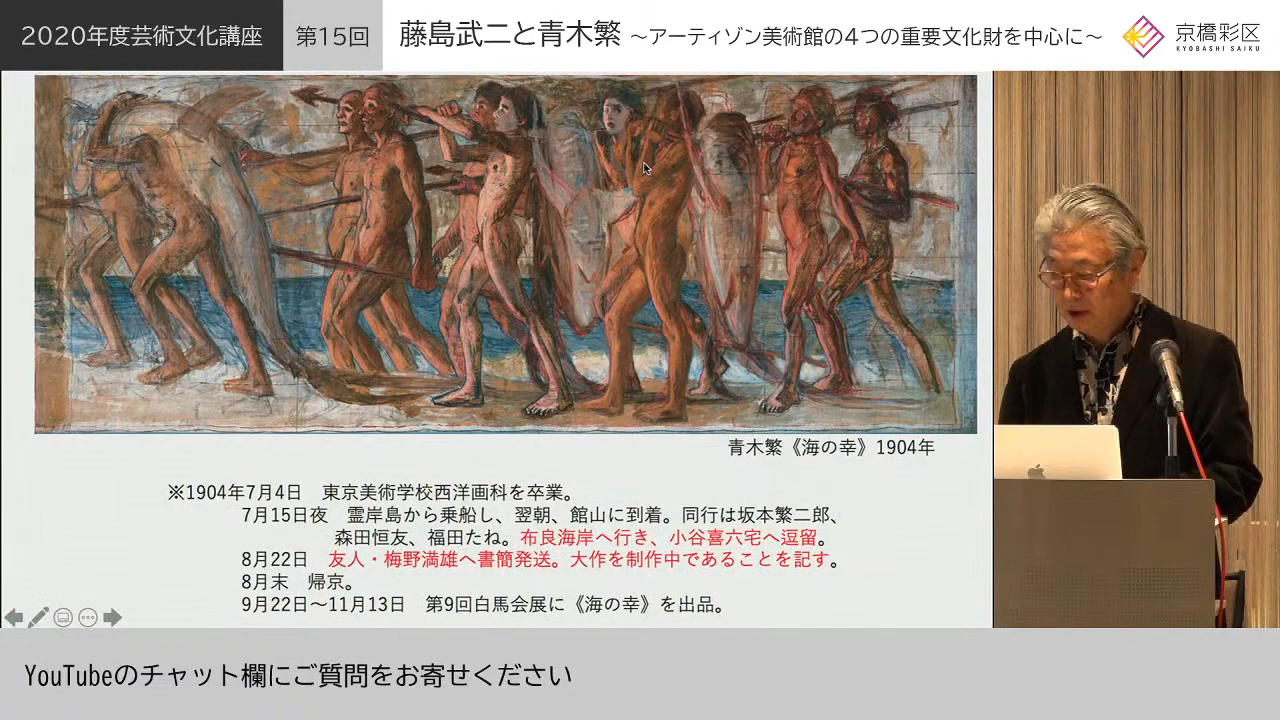 2020年度芸術文化講座
第15回
藤島武二と青木繁 ～アーティゾン美術館の4つの重要文化財を中心に～
京橋彩区
KYOBASHI SAIKU
青木繁《海の幸》1904年
※1904年7月4日　東京美術学校西洋画科を卒業。
7月15日夜　霊岸島から乗船し、翌朝、館山に到着。同行は坂本繁二郎、
森田恒友、福田たね。布良海岸へ行き、小谷喜六宅へ逗留。
8月22日　友人・梅野満雄へ書簡発送。大作を制作中であることを記す。
8月末　帰京。
9月22日～11月13日　第9回白馬会展に《海の幸》を出品。
YouTubeのチャット欄にご質問をお寄せください